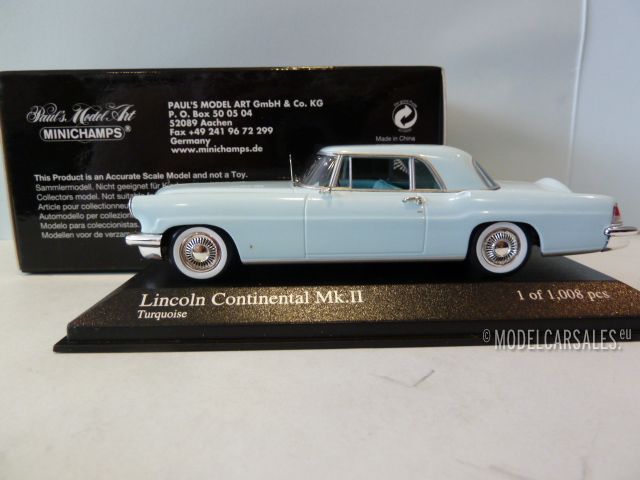 Paul's Model Art
MINICHAMPS
PAUL'S MODEL ART GmbH & Co. KG
P. O. Box 50 05 04
52089 Aachen
Fax +49 241 96 72 299
Germany
www.minichamps.de
Made in China
This Product is an Accurate Scale Model and not a Toy.
Sammlermodell. Nicht geeignet für
Collectors model. Not suitable
Article pour collectionneur
Automodello per collezion
Modelo para coleccionistas.
Modellen voor de verzam
Lincoln Continental Mk.II
Turquoise
1 of 1,008 pcs
© MODELCARSALES.eu